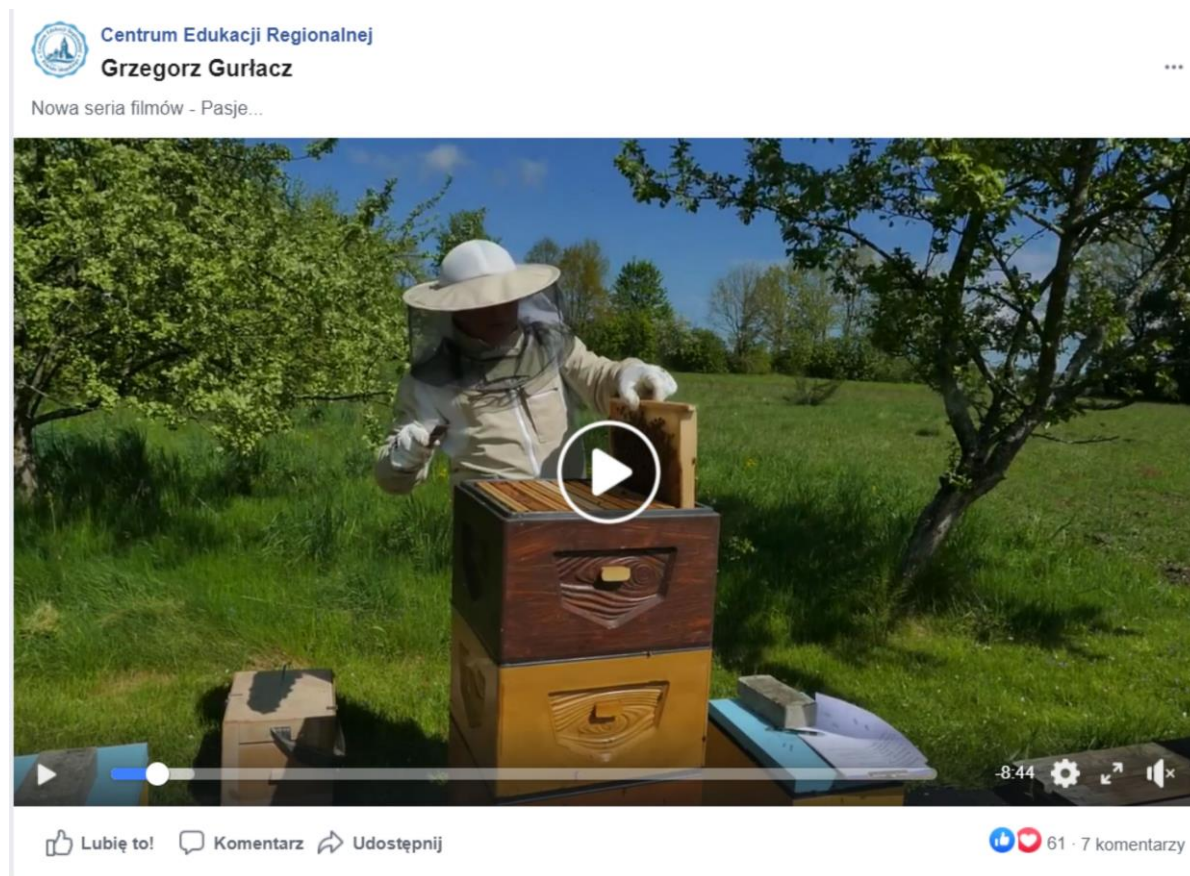 Centrum Edukacji Regionalnej
Grzegorz Gurłacz
Nowa seria filmów - Pasje...
-8:44
Lubię to! Komentarz Udostępnij 61 · 7 komentarzy